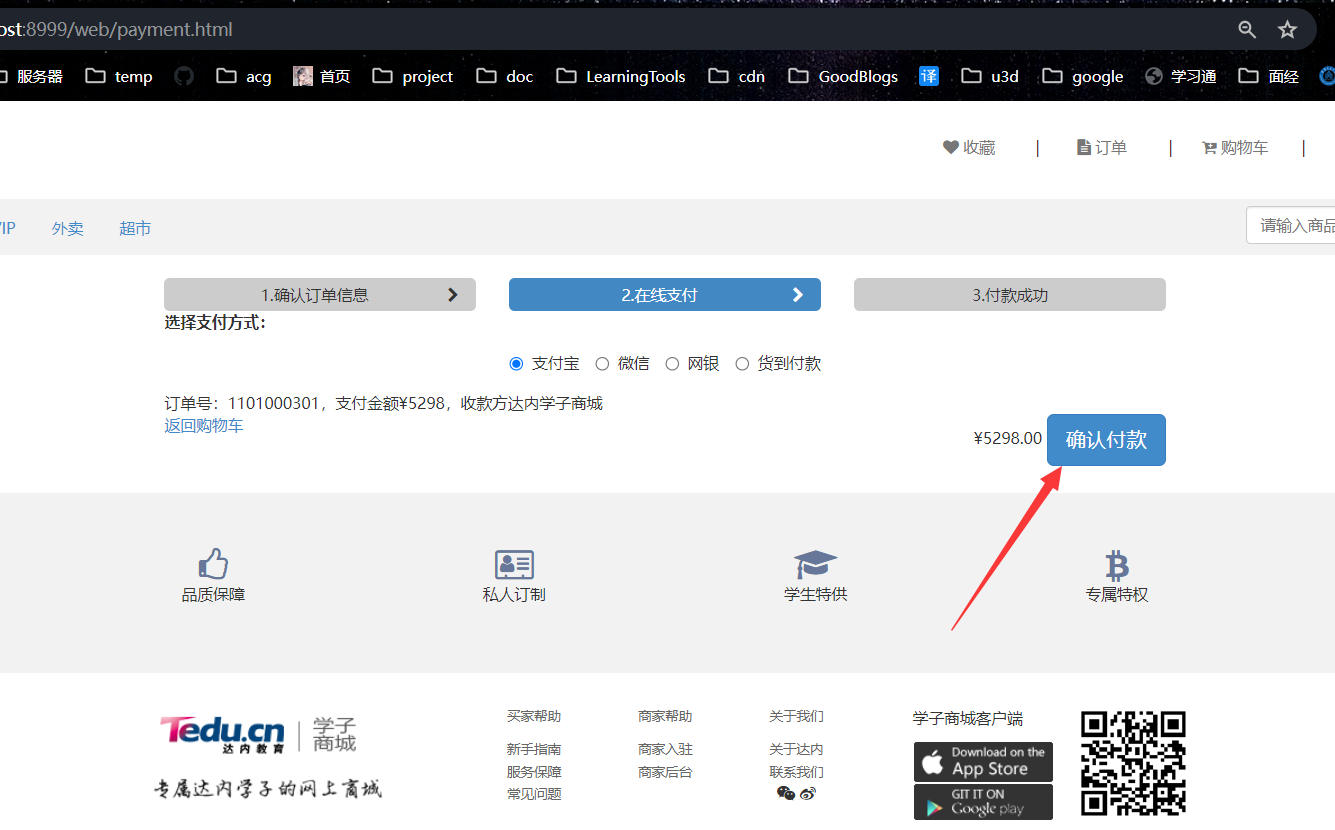 ost:8999/web/payment.html
服务器 temp acg 首页 project doc LearningTools cdn GoodBlogs 译 u3d google 学习通 面经
收藏 | 订单 | 购物车 |
VIP 外卖 超市 请输入商品
1.确认订单信息 2.在线支付 3.付款成功
选择支付方式：
支付宝 微信 网银 货到付款
订单号：1101000301，支付金额¥5298，收款方达内学子商城
返回购物车
¥5298.00 确认付款
品质保障 私人订制 学生特供 专属特权
Tedu.cn 达内教育 | 学子商城
专属达内学子的网上商城
买家帮助 商家帮助 关于我们 学子商城客户端
新手指南 商家入驻 关于达内
服务保障 商家后台 联系我们
常见问题
Download on the
App Store
GIT IT ON
Google play